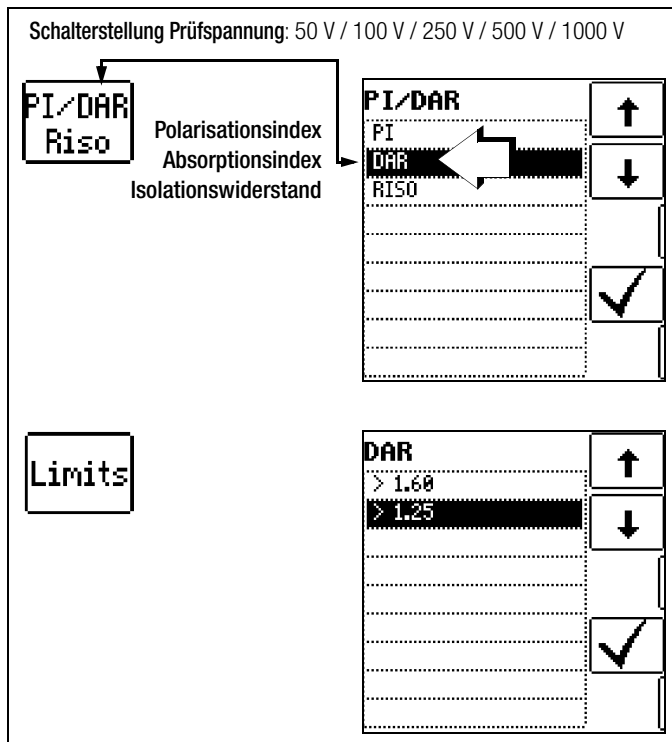 Schalterstellung Prüfspannung: 50 V / 100 V / 250 V / 500 V / 1000 V
PI/DAR
Riso
Polarisationsindex
Absorptionsindex
Isolationswiderstand
PI/DAR
PI
DAR
RISO
Limits
DAR
> 1.60
> 1.25